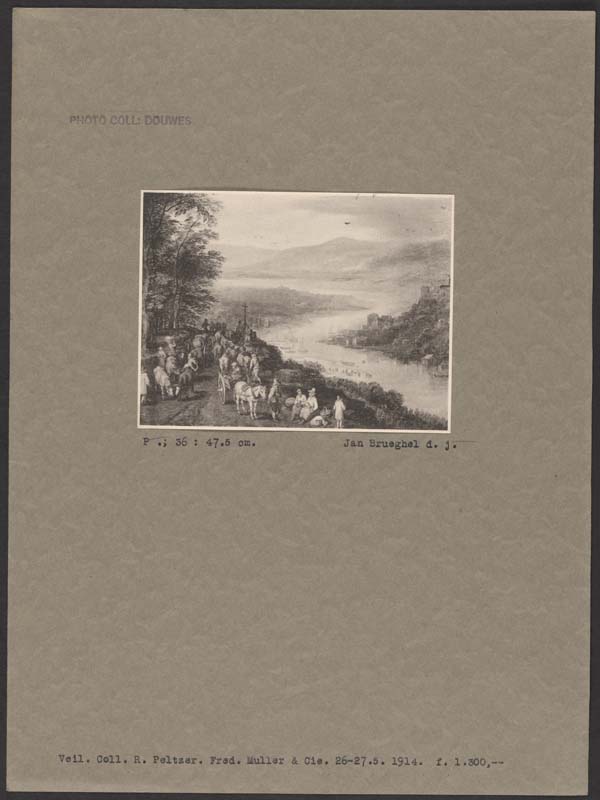 PHOTO COLL: DOUWES
P .; 36 : 47.5 cm. Jan Brueghel d. j.
Veil. Coll. R. Peltzer. Fred. Muller & Cie. 26-27.5. 1914. f. 1.300,--